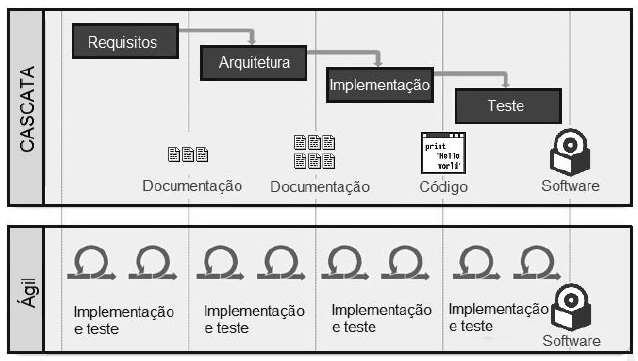 CASCATA
Requisitos
Arquitetura
Implementação
Teste
print
'Hello
world'
Documentação
Documentação
Código
Software
Ágil
Implementação
e teste
Implementação
e teste
Implementação
e teste
Implementação
e teste
Software